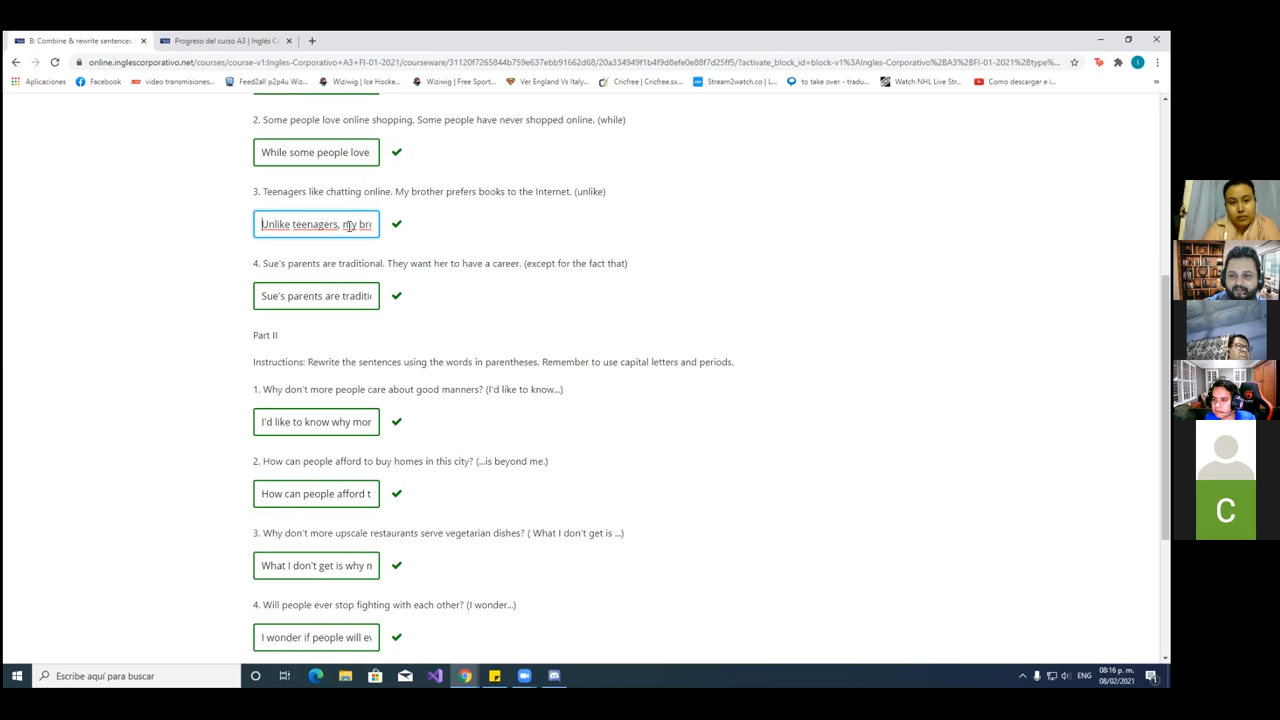 B: Combine & rewrite sentence:
Progreso del curso A3 | Inglés C
online.inglescorporativo.net/courses/course-v1:Ingles-Corporativo+A3+FI-01-2021/courseware/31120f7265844b759e637ebb91662d68/20a334949f1b4f9d8efe0e88f7d25ff5/?activate_block_id=block-v1%3AIngles-Corporativo%2BA3%2BFI-01-2021%2Btype%...
Aplicaciones
Facebook
video transmisiones...
Feed2all p2p4u Wiz...
Wiziwig | Ice Hocke...
Wiziwig | Free Sport...
Ver England Vs Italy...
Cricfree | Cricfree.sx...
Stream2watch.co | L...
to take over - tradu...
Watch NHL Live Str...
Como descargar e i...
»
2. Some people love online shopping. Some people have never shopped online. (while)
While some people love
3. Teenagers like chatting online. My brother prefers books to the Internet. (unlike)
Unlike teenagers, my bro
4. Sue's parents are traditional. They want her to have a career. (except for the fact that)
Sue's parents are traditic
Part II
Instructions: Rewrite the sentences using the words in parentheses. Remember to use capital letters and periods.
1. Why don't more people care about good manners? (I'd like to know...)
I'd like to know why mor
2. How can people afford to buy homes in this city? (...is beyond me.)
How can people afford t
3. Why don't more upscale restaurants serve vegetarian dishes? ( What I don't get is ...)
What I don't get is why n
4. Will people ever stop fighting with each other? (I wonder...)
I wonder if people will ev
C
Escribe aquí para buscar
ENG
08:16 p. m.
08/02/2021